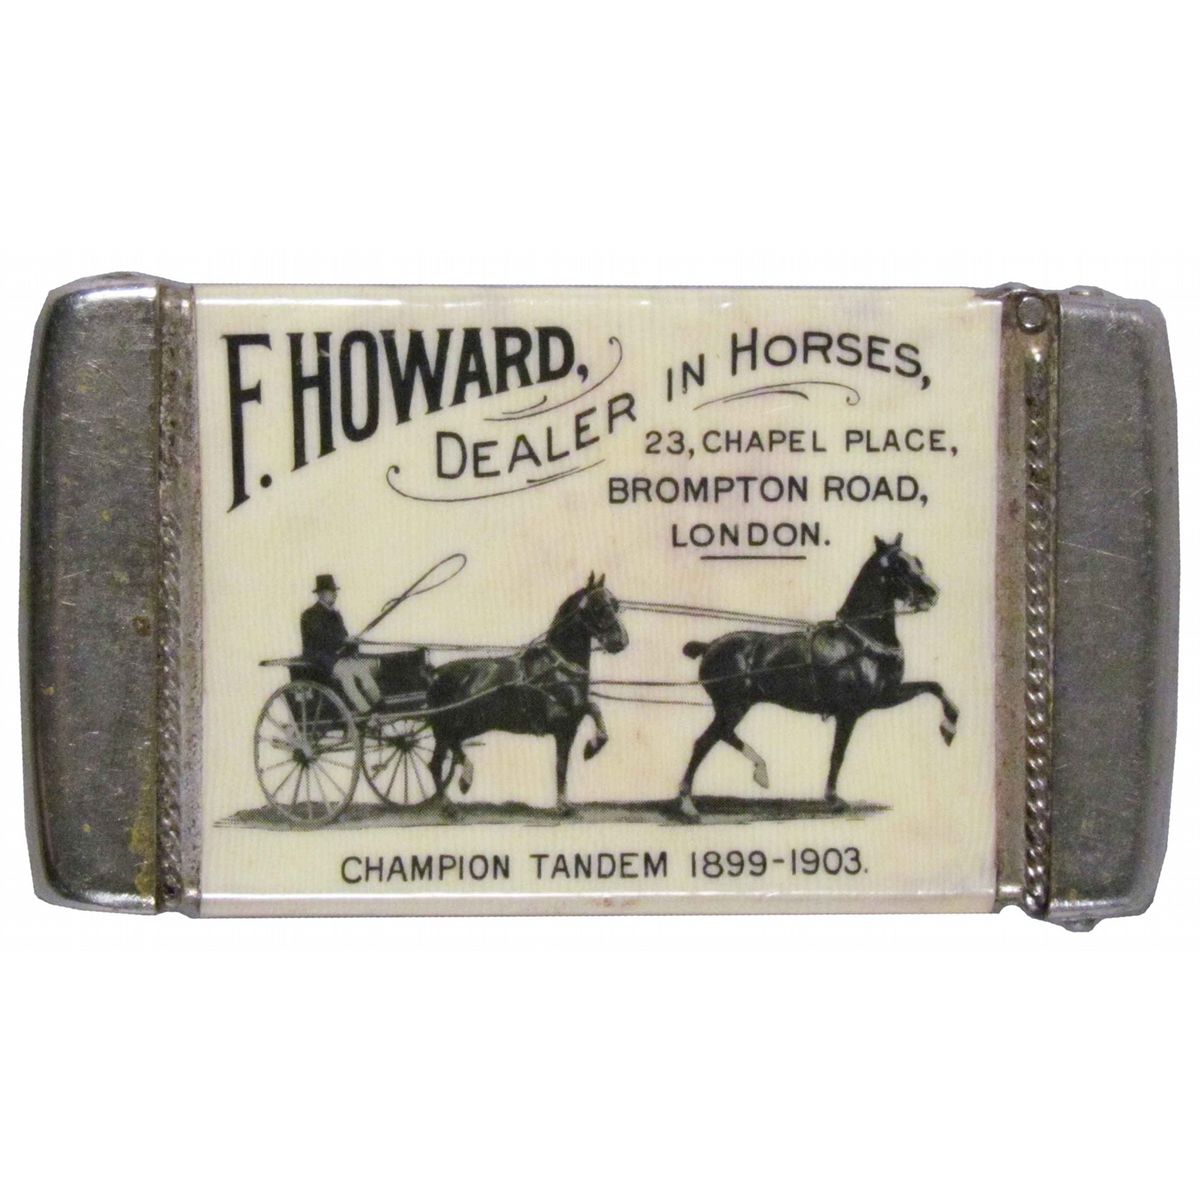 F. HOWARD,
DEALER IN HORSES,
23, CHAPEL PLACE,
BROMPTON ROAD,
LONDON.
CHAMPION TANDEM 1899-1903.